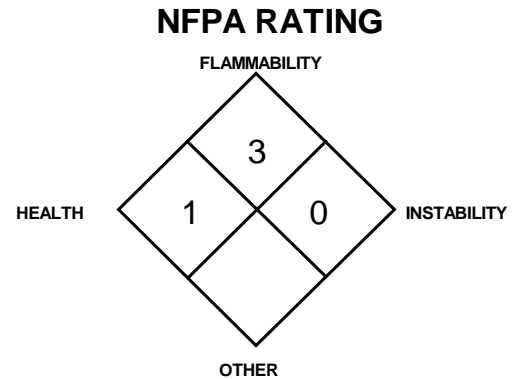 NFPA RATING
FLAMMABILITY
3
HEALTH
1
0
INSTABILITY
OTHER